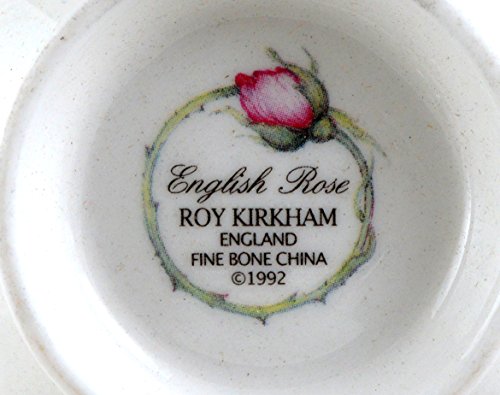 English Rose
ROY KIRKHAM
ENGLAND
FINE BONE CHINA
©1992